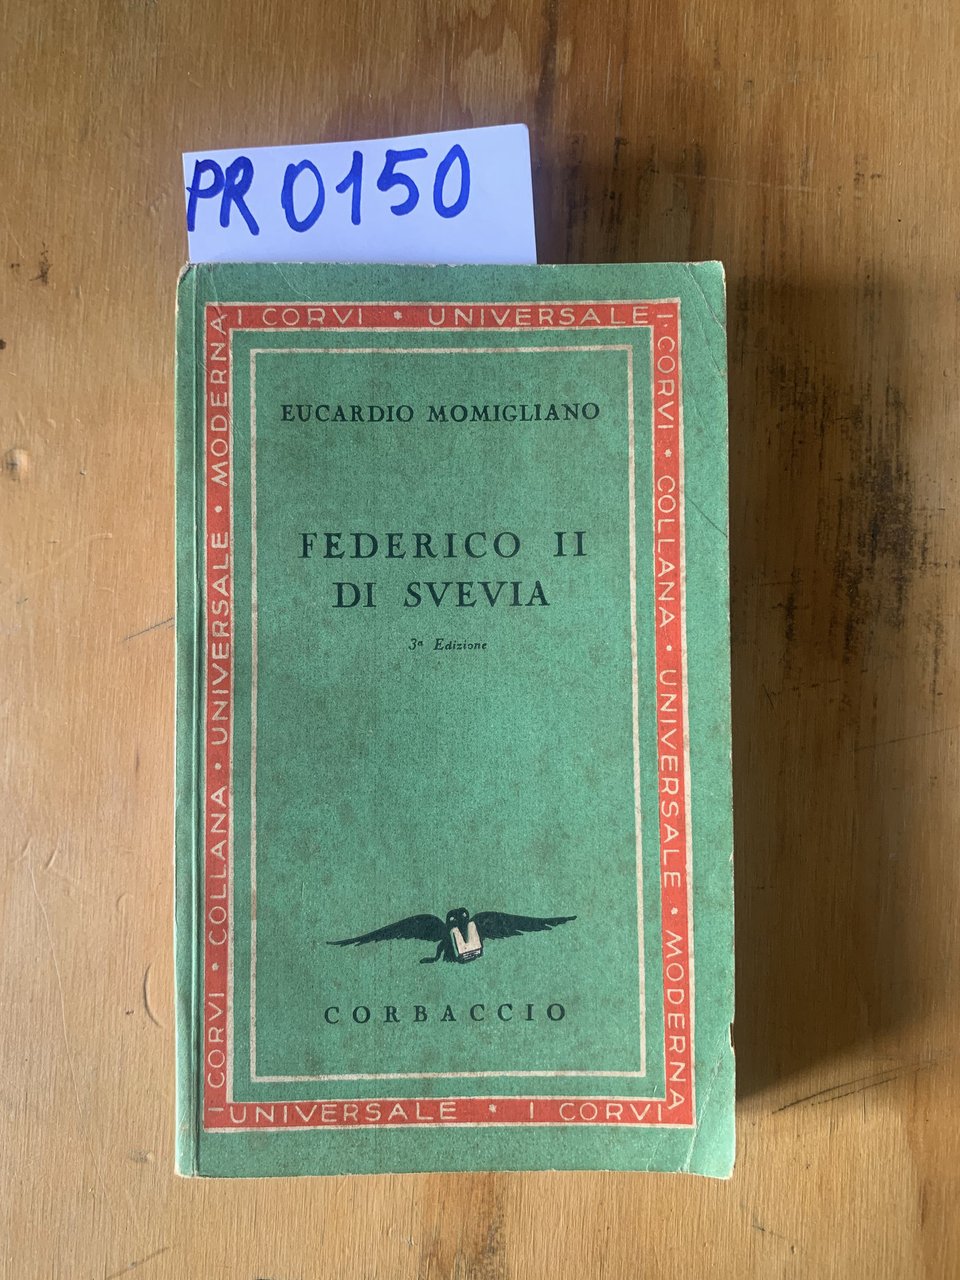 PR 0150
I CORVI * UNIVERSALE
I CORVI • COLLANA • UNIVERSALE • MODERNA
I CORVI • COLLANA • UNIVERSALE • MODERNA
EUCARDIO MOMIGLIANO
FEDERICO II
DI SVEVIA
3ª Edizione
CORBACCIO
UNIVERSALE * I CORVI